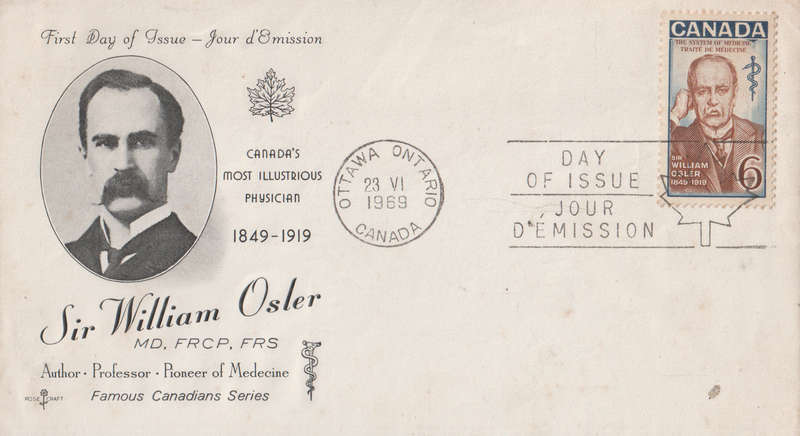 First Day of Issue – Jour d'Emission
CANADA'S
MOST ILLUSTRIOUS
PHYSICIAN
1849-1919
Sir William Osler
MD, FRCP, FRS
Author · Professor · Pioneer of Medecine
Famous Canadians Series
ROSE CRAFT
OTTAWA ONTARIO
23 VI
1969
CANADA
DAY
OF ISSUE
JOUR
D'ÉMISSION
CANADA
THE SYSTEM OF MEDICINE
TRAITÉ DE MÉDECINE
SIR
WILLIAM
OSLER
1849-1919
6